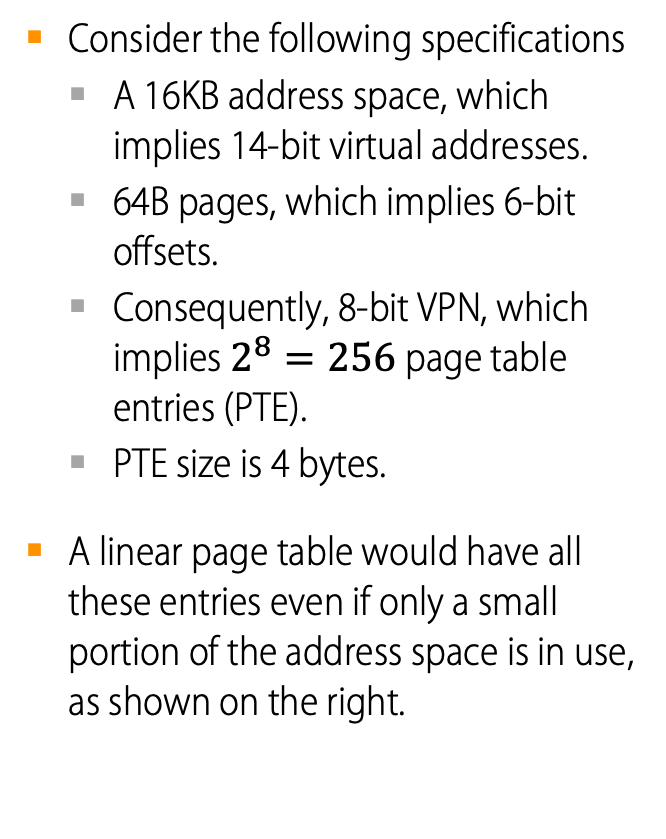 Consider the following specifications
A 16KB address space, which
implies 14-bit virtual addresses.
64B pages, which implies 6-bit
offsets.
Consequently, 8-bit VPN, which
implies 2⁸ = 256 page table
entries (PTE).
PTE size is 4 bytes.
A linear page table would have all
these entries even if only a small
portion of the address space is in use,
as shown on the right.